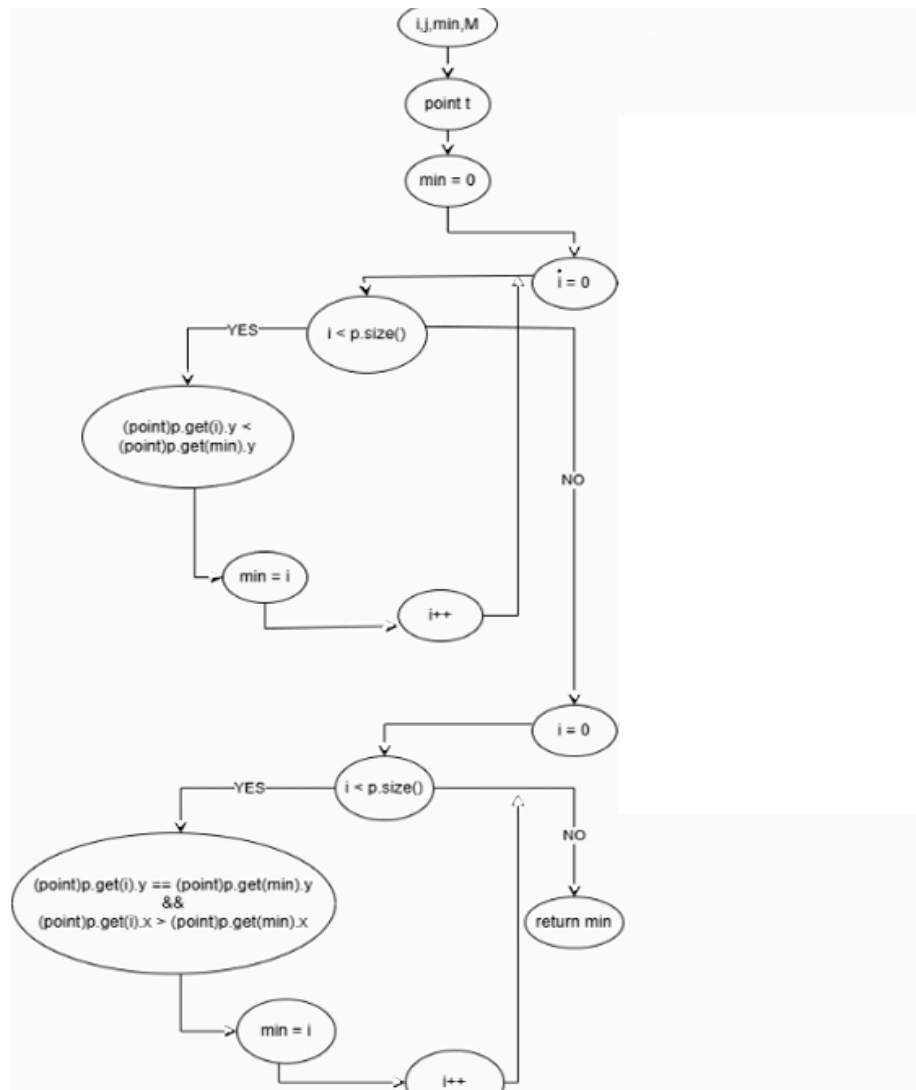 i,j,min,M
point t
min = 0
i = 0
i < p.size()
YES
(point)p.get(i).y <
(point)p.get(min).y
NO
min = i
i++
i = 0
i < p.size()
YES
NO
(point)p.get(i).y == (point)p.get(min).y
&&
(point)p.get(i).x > (point)p.get(min).x
return min
min = i
i++